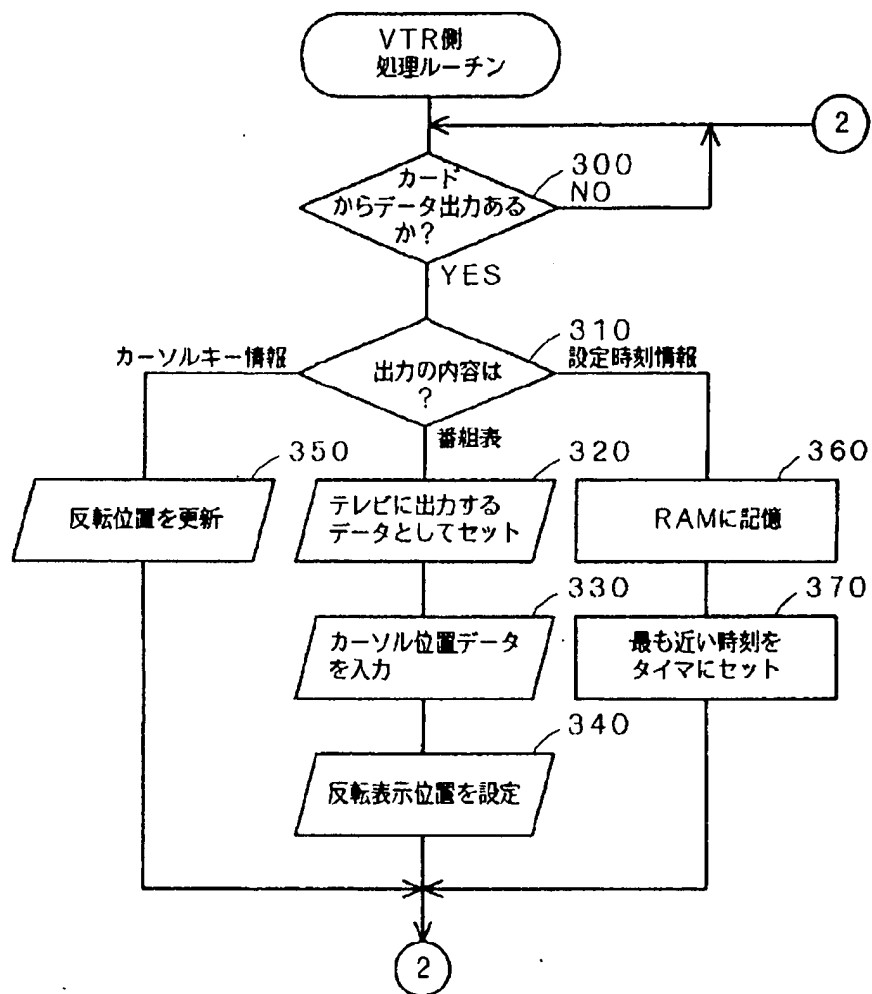 VTR側
処理ルーチン
2
300
カード
からデータ出力ある
か?
NO
YES
310
カーソルキー情報
設定時刻情報
出力の内容は
?
番組表
350
反転位置を更新
320
テレビに出力する
データとしてセット
360
RAMに記憶
330
カーソル位置データ
を入力
370
最も近い時刻を
タイマにセット
340
反転表示位置を設定
2